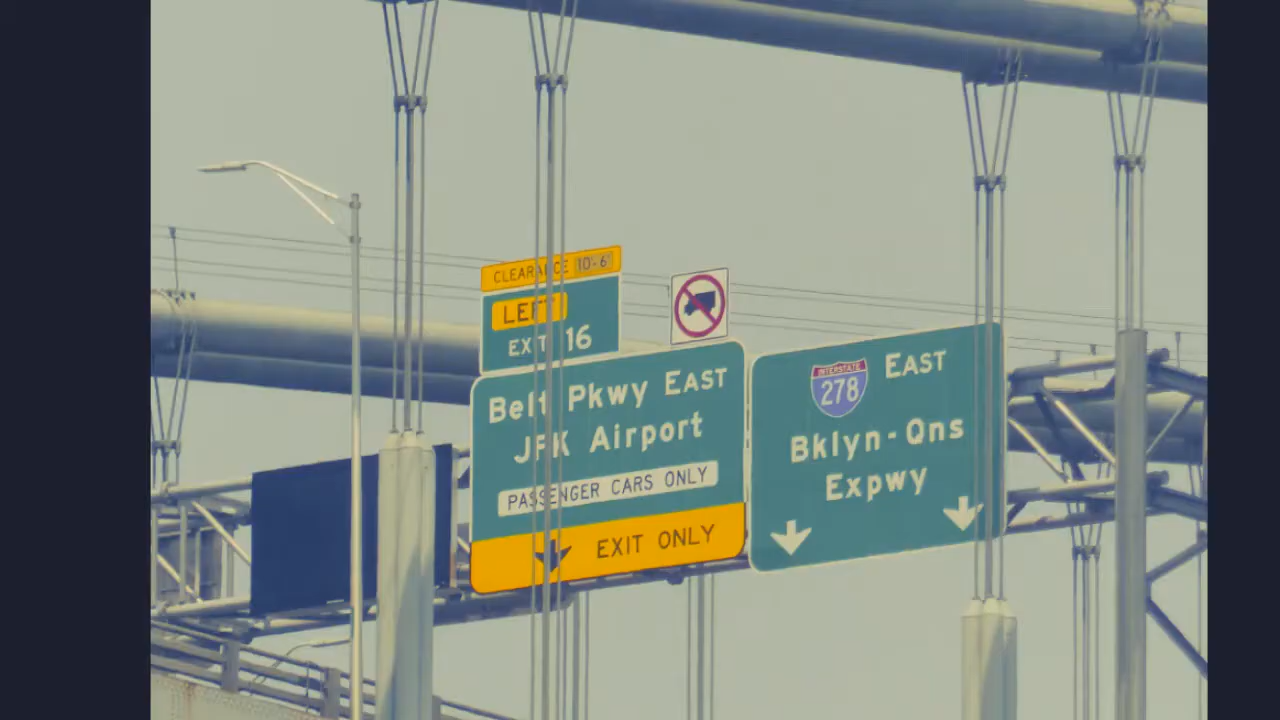 CLEARANCE 10'-6"
LEFT
EXIT 16
Belt Pkwy EAST
JFK Airport
PASSENGER CARS ONLY
EXIT ONLY
INTERSTATE
278
EAST
Bklyn-Qns
Expwy